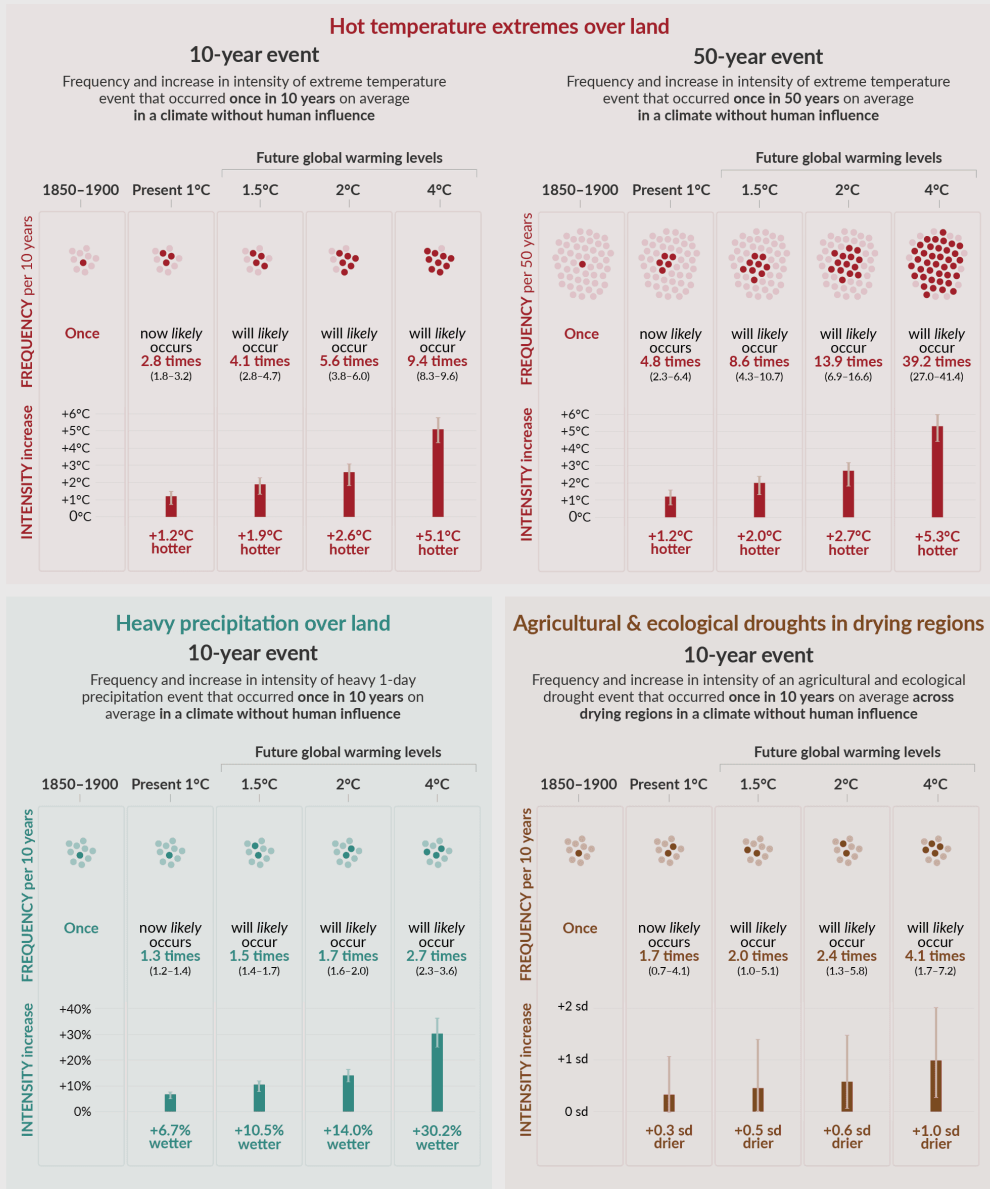 Hot temperature extremes over land
10-year event
Frequency and increase in intensity of extreme temperature
event that occurred once in 10 years on average
in a climate without human influence
Future global warming levels
1850–1900 Present 1°C 1.5°C 2°C 4°C
FREQUENCY per 10 years
Once
now likely occurs 2.8 times (1.8–3.2)
will likely occur 4.1 times (2.8–4.7)
will likely occur 5.6 times (3.8–6.0)
will likely occur 9.4 times (8.3–9.6)
INTENSITY increase
+6°C
+5°C
+4°C
+3°C
+2°C
+1°C
0°C
+1.2°C hotter
+1.9°C hotter
+2.6°C hotter
+5.1°C hotter
50-year event
Frequency and increase in intensity of extreme temperature
event that occurred once in 50 years on average
in a climate without human influence
Future global warming levels
1850–1900 Present 1°C 1.5°C 2°C 4°C
FREQUENCY per 50 years
Once
now likely occurs 4.8 times (2.3–6.4)
will likely occur 8.6 times (4.3–10.7)
will likely occur 13.9 times (6.9–16.6)
will likely occur 39.2 times (27.0–41.4)
INTENSITY increase
+6°C
+5°C
+4°C
+3°C
+2°C
+1°C
0°C
+1.2°C hotter
+2.0°C hotter
+2.7°C hotter
+5.3°C hotter
Heavy precipitation over land
10-year event
Frequency and increase in intensity of heavy 1-day
precipitation event that occurred once in 10 years on
average in a climate without human influence
Future global warming levels
1850–1900 Present 1°C 1.5°C 2°C 4°C
FREQUENCY per 10 years
Once
now likely occurs 1.3 times (1.2–1.4)
will likely occur 1.5 times (1.4–1.7)
will likely occur 1.7 times (1.6–2.0)
will likely occur 2.7 times (2.3–3.6)
INTENSITY increase
+40%
+30%
+20%
+10%
0%
+6.7% wetter
+10.5% wetter
+14.0% wetter
+30.2% wetter
Agricultural & ecological droughts in drying regions
10-year event
Frequency and increase in intensity of an agricultural and ecological
drought event that occurred once in 10 years on average across
drying regions in a climate without human influence
Future global warming levels
1850–1900 Present 1°C 1.5°C 2°C 4°C
FREQUENCY per 10 years
Once
now likely occurs 1.7 times (0.7–4.1)
will likely occur 2.0 times (1.0–5.1)
will likely occur 2.4 times (1.3–5.8)
will likely occur 4.1 times (1.7–7.2)
INTENSITY increase
+2 sd
+1 sd
0 sd
+0.3 sd drier
+0.5 sd drier
+0.6 sd drier
+1.0 sd drier